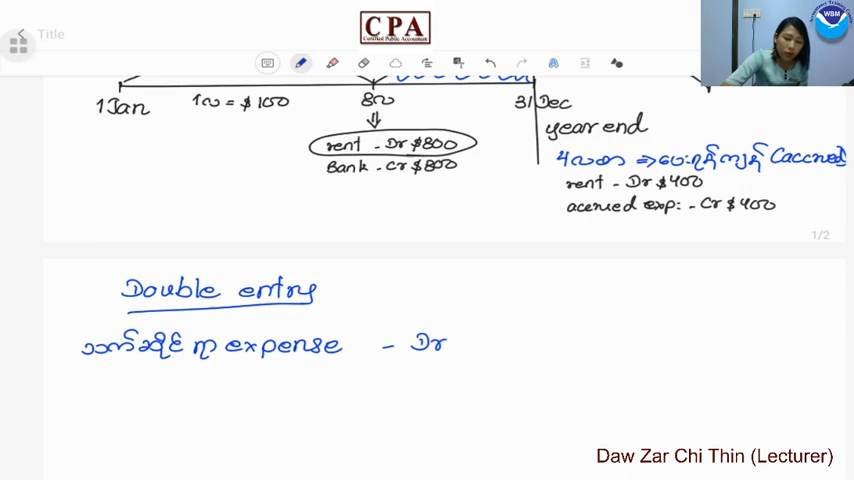 Title
CPA
Certified Public Accountant
WBM
1 Jan
1လ = $100
8လ
31 Dec
year end
rent - Dr $800
Bank - Cr $800
4လစာ ⇒ ပေးရန်ကျန် (accrued)
rent - Dr $400
accrued exp: - Cr $400
1/2
Double entry
သက်ဆိုင်ရာ expense - Dr
Daw Zar Chi Thin (Lecturer)